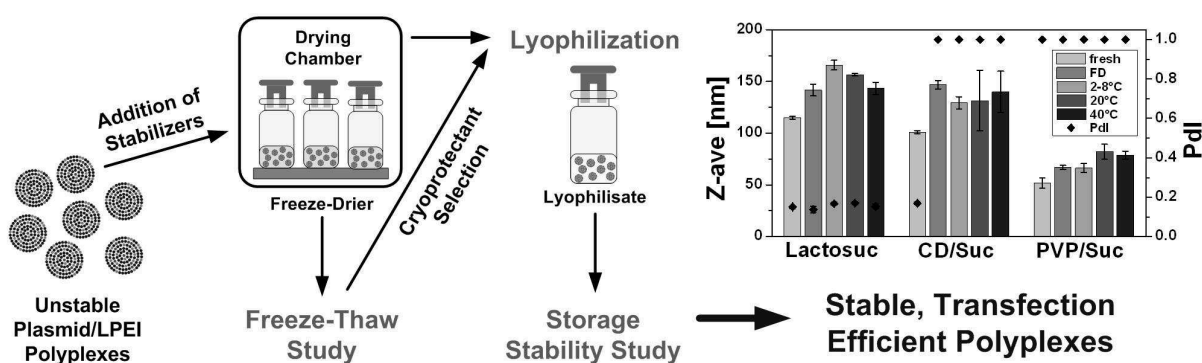 Unstable
Plasmid/LPEI
Polyplexes
Addition of
Stabilizers
Drying
Chamber
Freeze-Drier
Freeze-Thaw
Study
Cryoprotectant
Selection
Lyophilization
Lyophilisate
Storage
Stability Study
Stable, Transfection
Efficient Polyplexes
Z-ave [nm]
200
150
100
50
0
Lactosuc
CD/Suc
PVP/Suc
fresh
FD
2-8°C
20°C
40°C
PdI
1.0
0.8
0.6
0.4
0.2
0.0
PdI